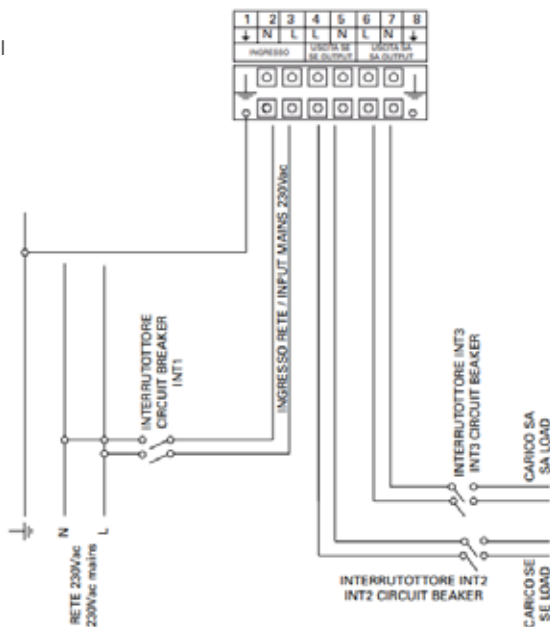 l
1 2 3 4 5 6 7 8
⏚ N L L N L N ⏚
INGRESSO
USCITA SE
SE OUTPUT
USCITA SA
SA OUTPUT
INGRESSO RETE / INPUT MAINS 230Vac
INTERRUTOTTORE
CIRCUIT BREAKER
INT1
INTERRUTOTTORE INT3
INT3 CIRCUIT BEAKER
CARICO SA
SA LOAD
N
L
RETE 230Vac
230Vac mains
INTERRUTOTTORE INT2
INT2 CIRCUIT BEAKER
CARICO SE
SE LOAD